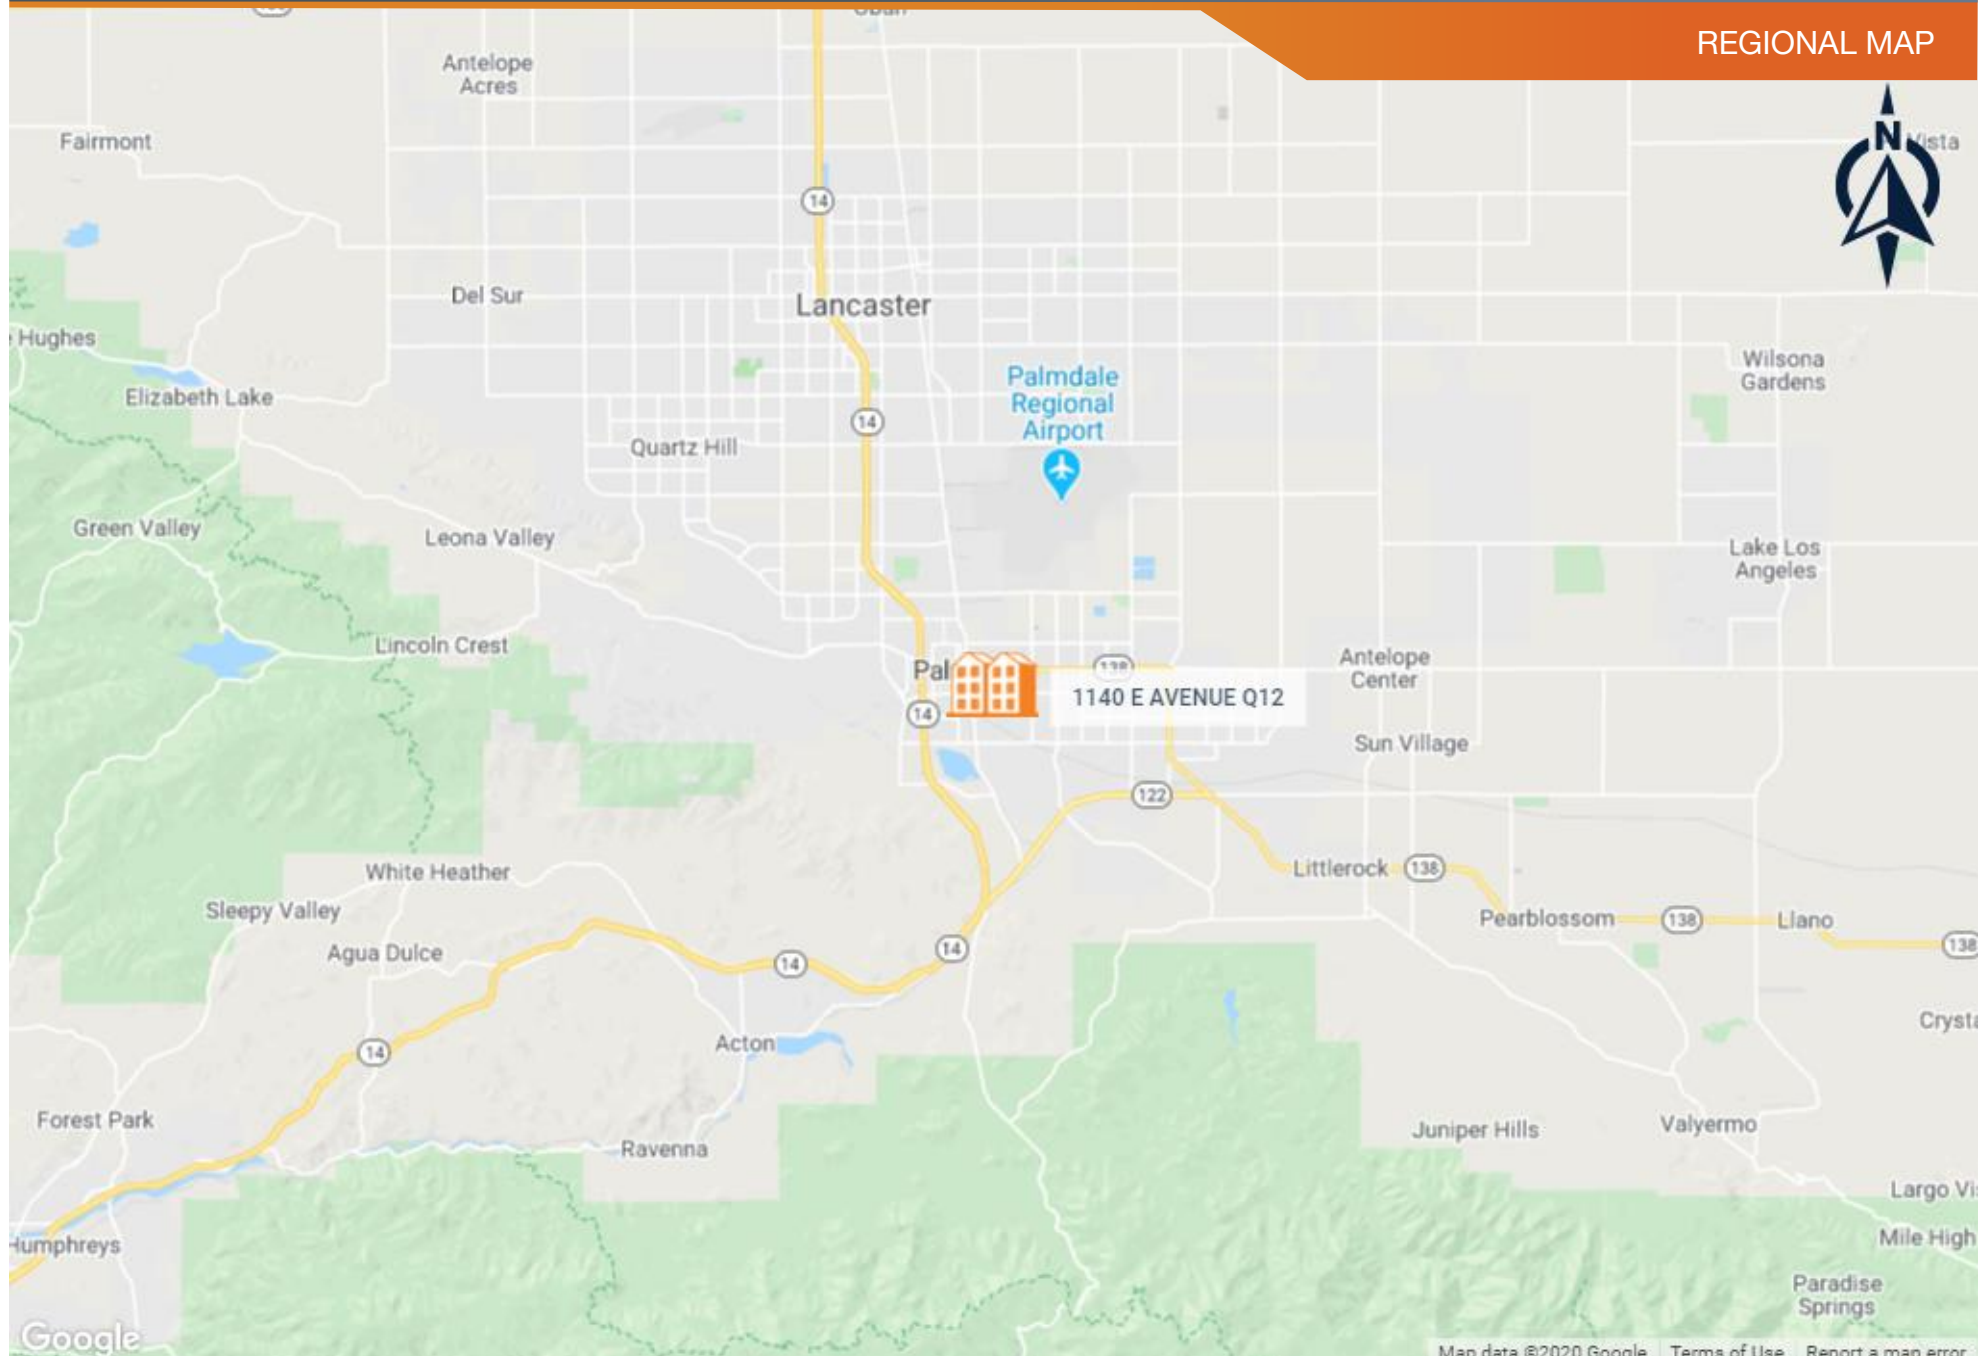 REGIONAL MAP
Antelope
Acres
Fairmont
N
Vista
14
Del Sur
Lancaster
Hughes
Wilsona
Gardens
Palmdale
Regional
Airport
Elizabeth Lake
14
Quartz Hill
Green Valley
Leona Valley
Lake Los
Angeles
Lincoln Crest
Pal
138
Antelope
Center
1140 E AVENUE Q12
14
Sun Village
122
White Heather
Littlerock
138
Sleepy Valley
Pearblossom
138
Llano
Agua Dulce
14
14
138
Crysta
Acton
14
Forest Park
Juniper Hills
Valyermo
Ravenna
Largo Vi
Humphreys
Mile High
Paradise
Springs
Google
Map data ©2020 Google
Terms of Use
Report a map error